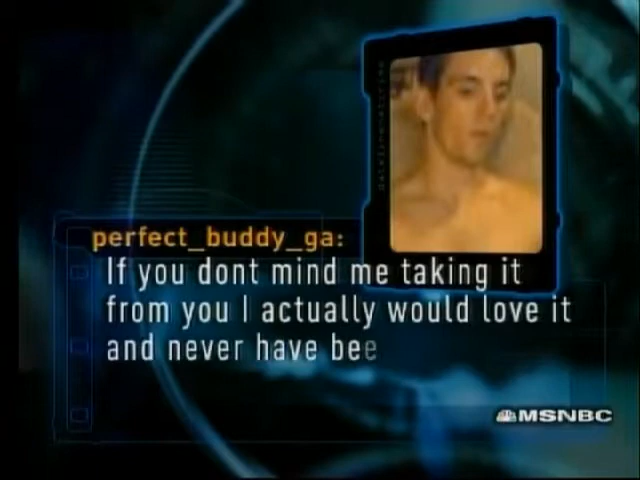 perfect_buddy_ga:
If you dont mind me taking it
from you I actually would love it
and never have bee
MSNBC